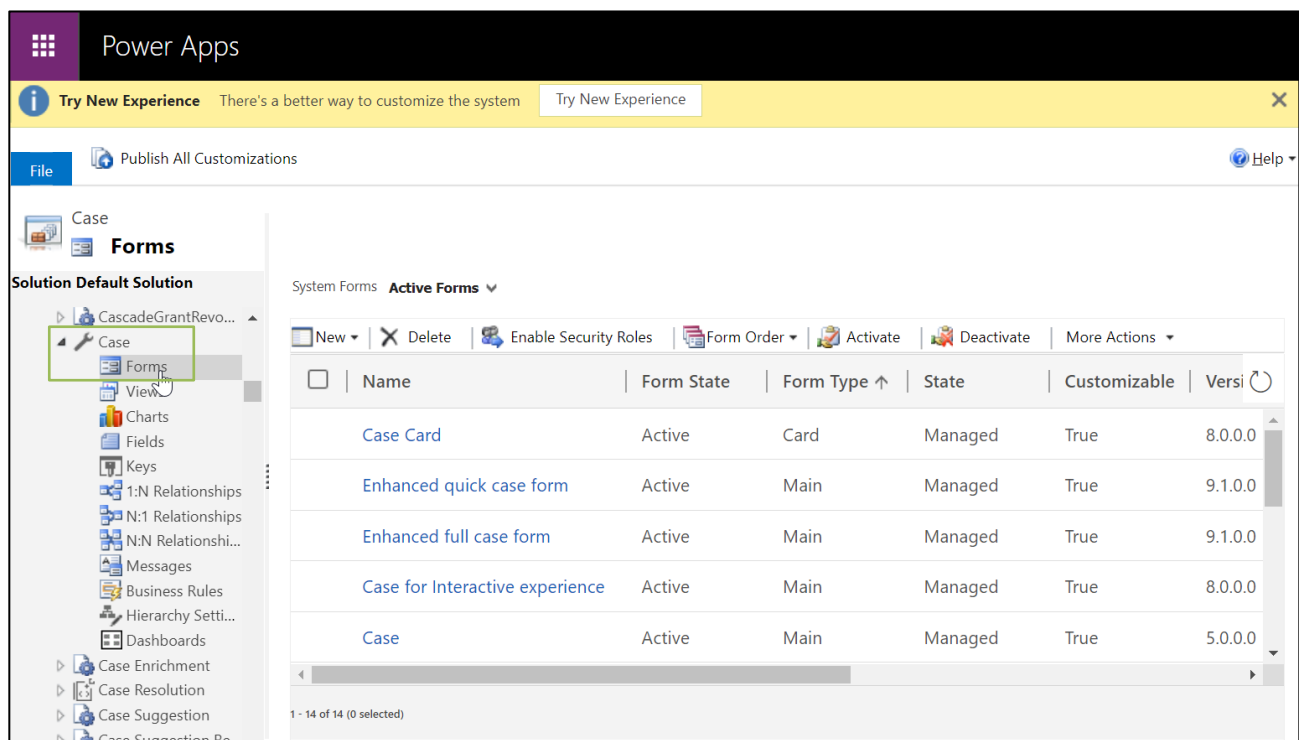 Power Apps
Try New Experience There's a better way to customize the system Try New Experience
File Publish All Customizations Help
Case
Forms
Solution Default Solution
System Forms Active Forms
CascadeGrantRevo...
Case
Forms
View
Charts
Fields
Keys
1:N Relationships
N:1 Relationships
N:N Relationshi...
Messages
Business Rules
Hierarchy Setti...
Dashboards
Case Enrichment
Case Resolution
Case Suggestion
Case Suggestion Re...
New Delete Enable Security Roles Form Order Activate Deactivate More Actions
Name Form State Form Type State Customizable Versi
Case Card Active Card Managed True 8.0.0.0
Enhanced quick case form Active Main Managed True 9.1.0.0
Enhanced full case form Active Main Managed True 9.1.0.0
Case for Interactive experience Active Main Managed True 8.0.0.0
Case Active Main Managed True 5.0.0.0
1 - 14 of 14 (0 selected)